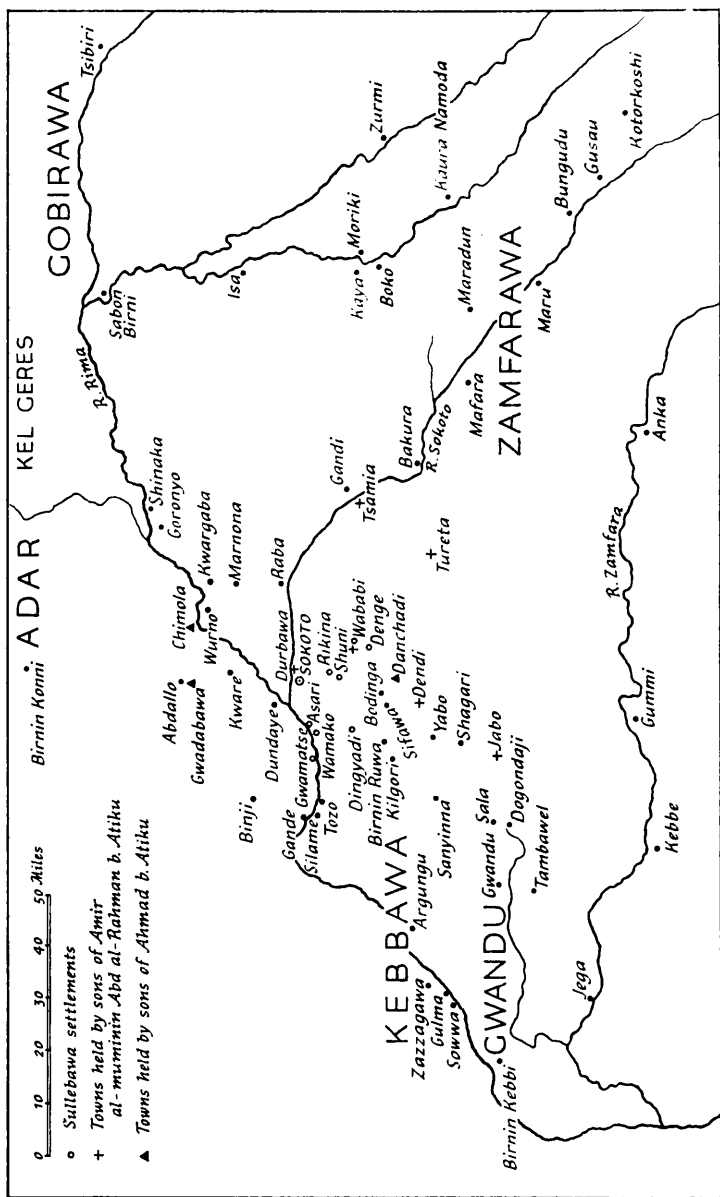 0 10 20 30 40 50 Miles
Sullebawa settlements
+ Towns held by sons of Amir
al-muminin Abd al-Rahman b. Atiku
▲ Towns held by sons of Ahmad b. Atiku
Birnin Konni
ADAR
KEL GERES
GOBIRAWA
Tsibiri
R. Rima
Sabon
Birni
Shinaka
Goronyo
Chimola
Abdallo
Gwadabawa
Wurno
Kwargaba
Marnona
Kware
Isa
Zurmi
Binji
Dundaye
Durbawa
Raba
Gande
Gwamatse
Asari
SOKOTO
Silame
Wamako
Tozo
Rikina
Shuni
Wababi
Denge
Gandi
Tsamia
Kaya
Moriki
Boko
Kaura Namoda
Dingyadi
Bodinga
Danchadi
Birnin Ruwa
Sifawa
Kilgori
Dendi
Bakura
R. Sokoto
KEBBAWA
Argungu
Yabo
Tureta
Maradun
Mafara
ZAMFARAWA
Zazzagawa
Gulma
Sowwa
Sanyinna
Shagari
Bungudu
Gusau
Kotorkoshi
Maru
GWANDU
Gwandu
Sala
Jabo
Dogondaji
Birnin Kebbi
Tambawel
Jega
Gummi
R. Zamfara
Anka
Kebbe